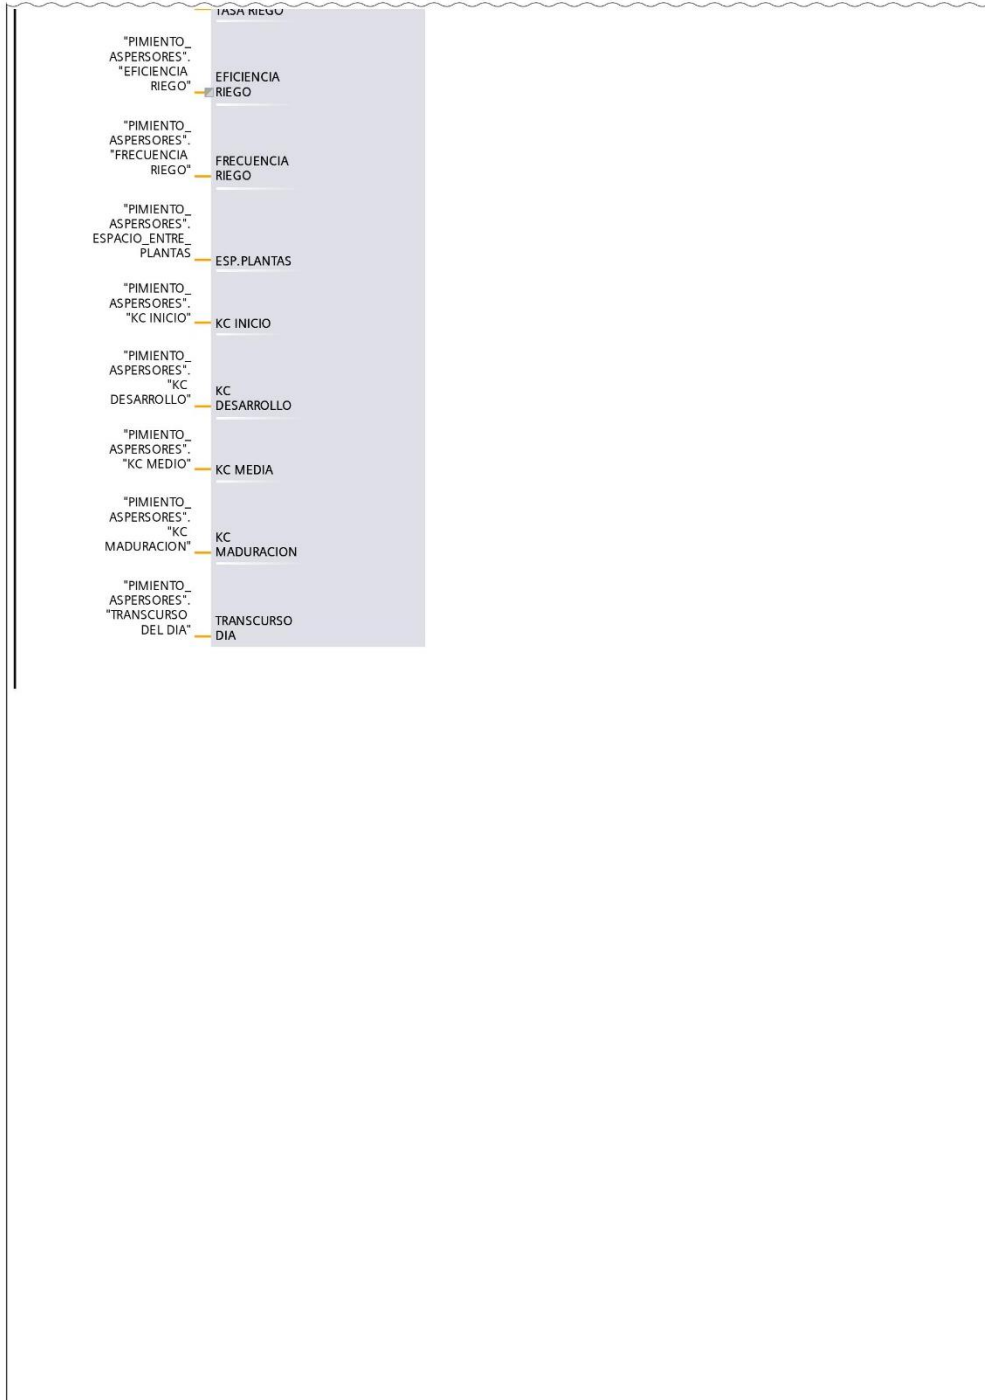 TASA RIEGO
"PIMIENTO_
ASPERSORES".
"EFICIENCIA
RIEGO"
EFICIENCIA
RIEGO
"PIMIENTO_
ASPERSORES".
"FRECUENCIA
RIEGO"
FRECUENCIA
RIEGO
"PIMIENTO_
ASPERSORES".
ESPACIO_ENTRE_
PLANTAS
ESP.PLANTAS
"PIMIENTO_
ASPERSORES".
"KC INICIO"
KC INICIO
"PIMIENTO_
ASPERSORES".
"KC
DESARROLLO"
KC
DESARROLLO
"PIMIENTO_
ASPERSORES".
"KC MEDIO"
KC MEDIA
"PIMIENTO_
ASPERSORES".
"KC
MADURACION"
KC
MADURACION
"PIMIENTO_
ASPERSORES".
"TRANSCURSO
DEL DIA"
TRANSCURSO
DIA